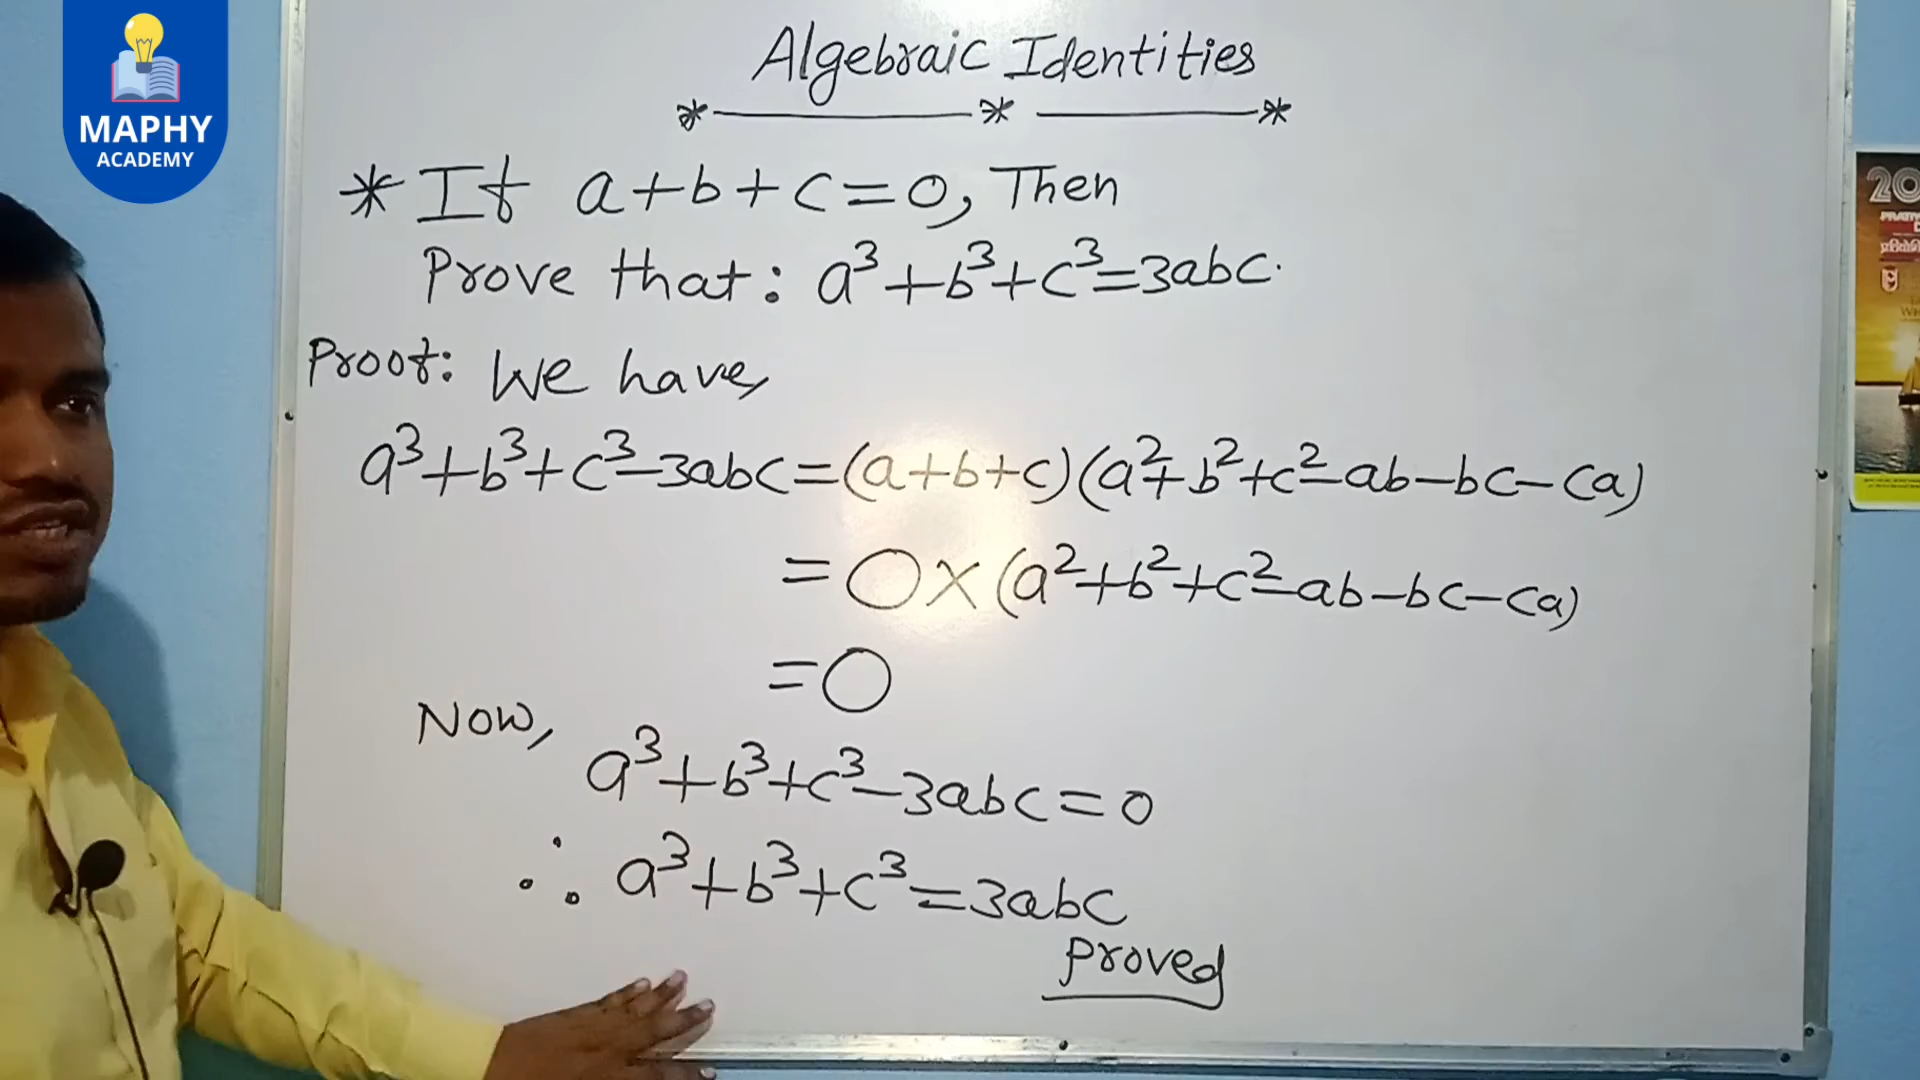 MAPHY
ACADEMY
Algebraic Identities
* If a+b+c=0, Then
Prove that: a³+b³+c³=3abc.
Proof: We have,
a³+b³+c³-3abc=(a+b+c)(a²+b²+c²-ab-bc-ca)
=0×(a²+b²+c²-ab-bc-ca)
=0
Now,
a³+b³+c³-3abc=0
∴ a³+b³+c³=3abc
Proved
20